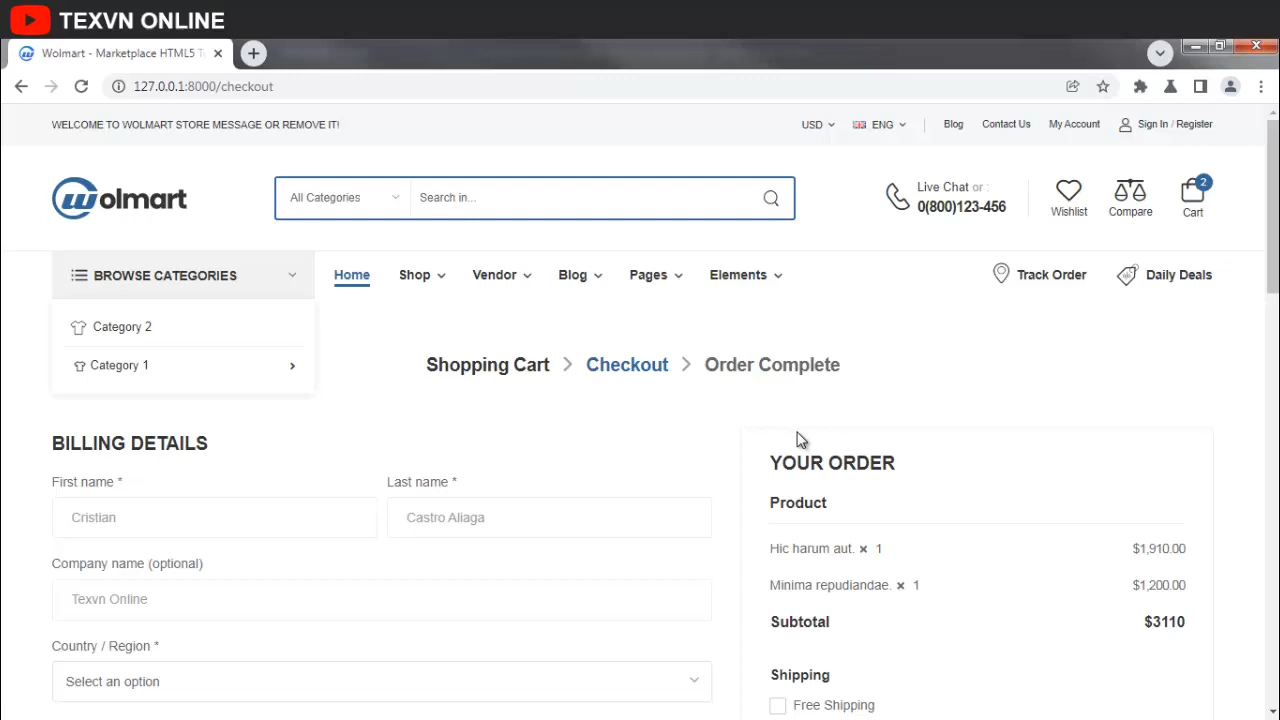 TEXVN ONLINE
Wolmart - Marketplace HTML5 T
127.0.0.1:8000/checkout
WELCOME TO WOLMART STORE MESSAGE OR REMOVE IT!
USD
ENG
Blog
Contact Us
My Account
Sign In / Register
Wolmart
All Categories
Search in...
Live Chat or :
0(800)123-456
Wishlist
Compare
2
Cart
BROWSE CATEGORIES
Home
Shop
Vendor
Blog
Pages
Elements
Track Order
Daily Deals
Category 2
Category 1
Shopping Cart > Checkout > Order Complete
BILLING DETAILS
First name *
Last name *
Cristian
Castro Aliaga
Company name (optional)
Texvn Online
Country / Region *
Select an option
YOUR ORDER
Product
Hic harum aut. × 1 $1,910.00
Minima repudiandae. × 1 $1,200.00
Subtotal $3110
Shipping
Free Shipping